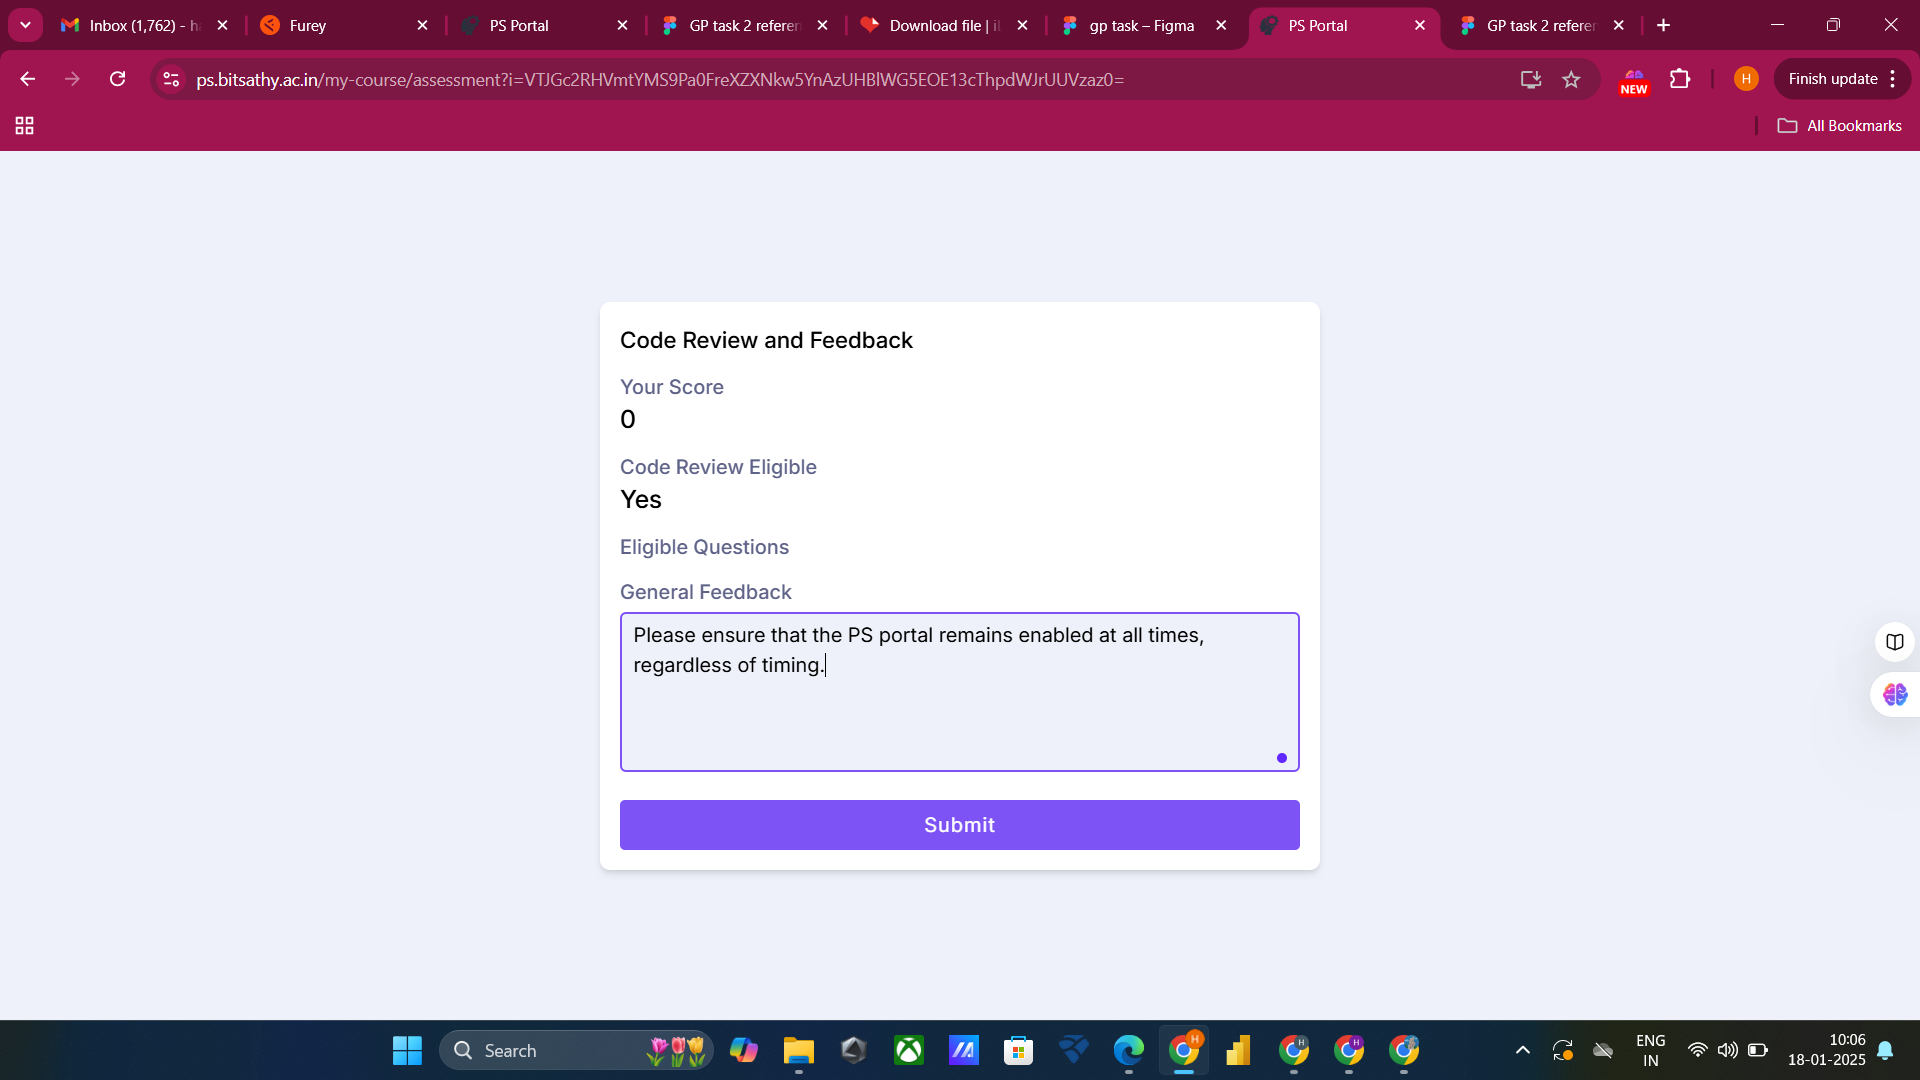 Inbox (1,762) - ha
Furey
PS Portal
GP task 2 referen
Download file | iL
gp task – Figma
PS Portal
GP task 2 referen
ps.bitsathy.ac.in/my-course/assessment?i=VTJGc2RHVmtYMS9Pa0FreXZXNkw5YnAzUHBlWG5EOE13cThpdWJrUUVzaz0=
NEW
H
Finish update
All Bookmarks
Code Review and Feedback
Your Score
0
Code Review Eligible
Yes
Eligible Questions
General Feedback
Please ensure that the PS portal remains enabled at all times,
regardless of timing.
Submit
Search
H
H
H
ENG
IN
10:06
18-01-2025